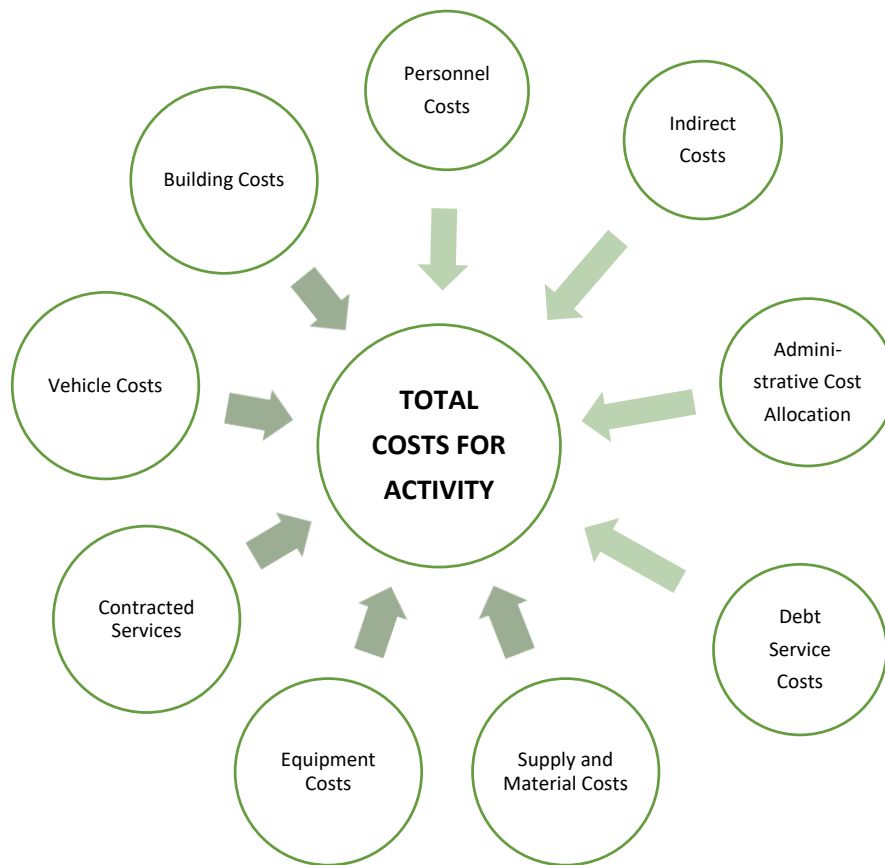 Personnel
Costs
Indirect
Costs
Building Costs
Admini-
strative Cost
Allocation
Vehicle Costs
TOTAL
COSTS FOR
ACTIVITY
Contracted
Services
Debt
Service
Costs
Equipment
Costs
Supply and
Material Costs